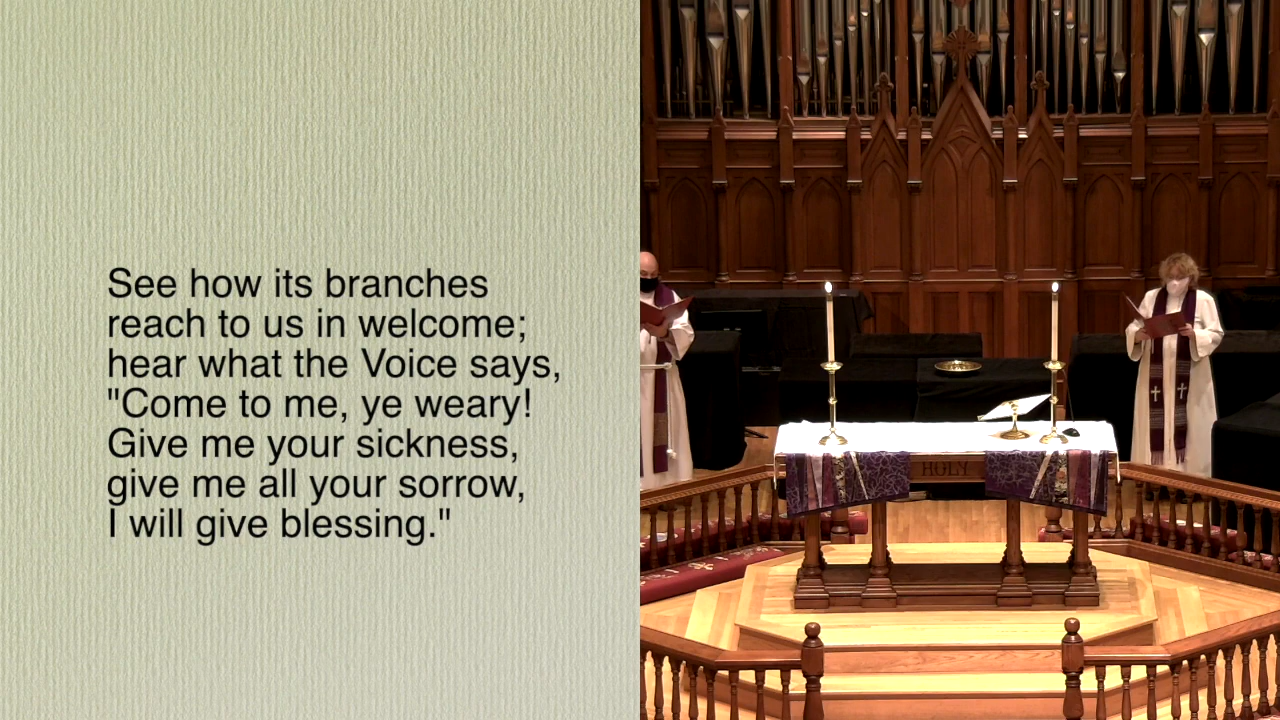 See how its branches
reach to us in welcome;
hear what the Voice says,
"Come to me, ye weary!
Give me your sickness,
give me all your sorrow,
I will give blessing."
HOLY